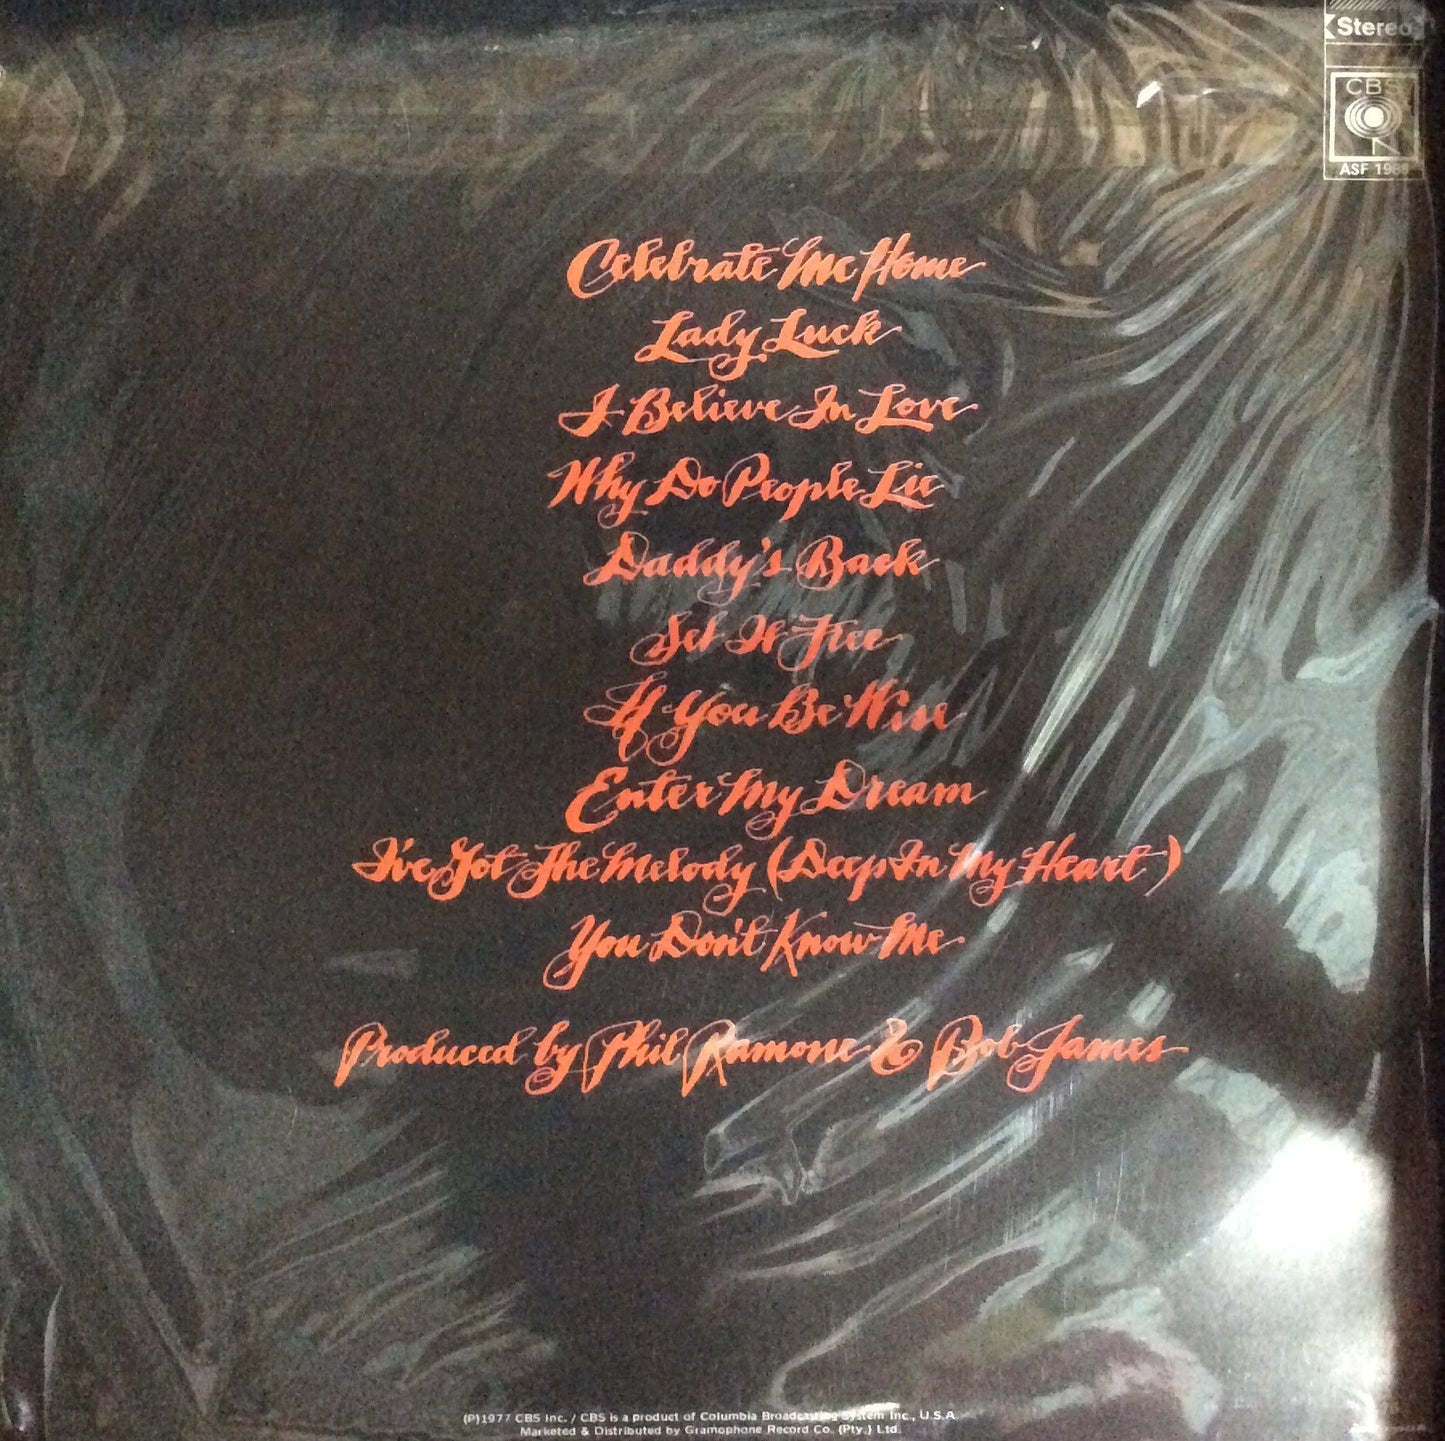 Stereo
CBS
ASF
Celebrate Me Home
Lady Luck
I Believe In Love
Why Do People Lie
Daddy's Back
Set It Free
If You Be Wise
Enter My Dream
I've Got The Melody (Deep In My Heart)
You Don't Know Me
Produced by Phil Ramone & Bob James
(P)1977 CBS Inc. / CBS is a product of Columbia Broadcasting System Inc., U.S.A.
Marketed & Distributed by Gramophone Record Co. (Pty.) Ltd.